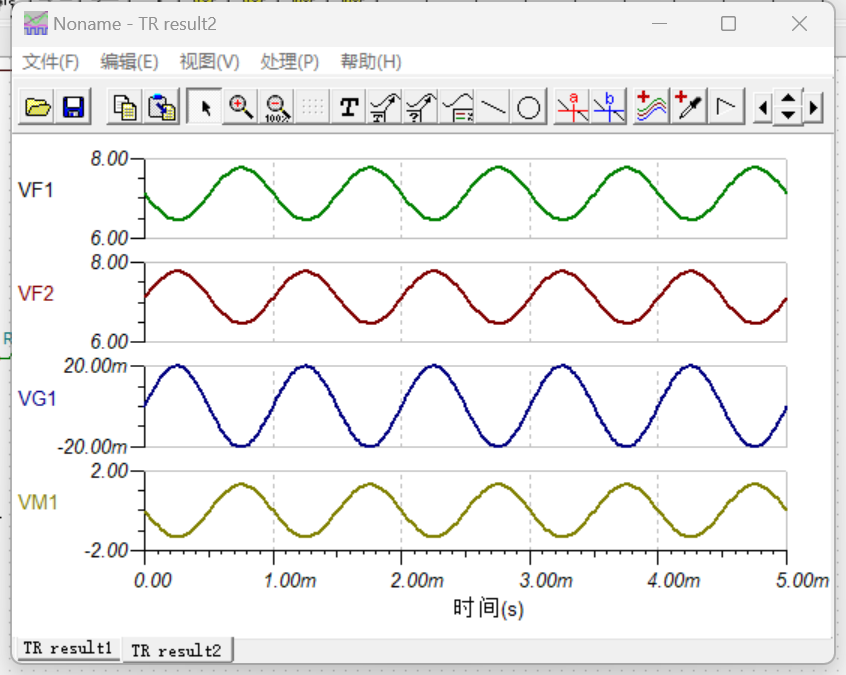 Noname - TR result2
文件(F) 编辑(E) 视图(V) 处理(P) 帮助(H)
100%
T
T
?
a
b
8.00
VF1
6.00
8.00
VF2
6.00
20.00m
VG1
-20.00m
2.00
VM1
-2.00
0.00 1.00m 2.00m 3.00m 4.00m 5.00m
时间(s)
TR result1 TR result2